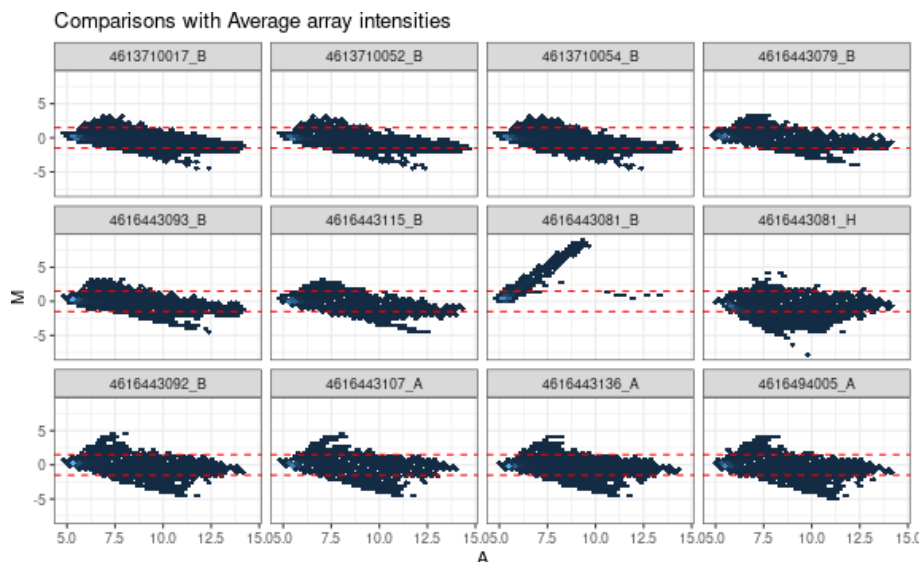 Comparisons with Average array intensities
4613710017_B 4613710052_B 4613710054_B 4616443079_B
5
0
-5
4616443093_B 4616443115_B 4616443081_B 4616443081_H
5
0
-5
M
4616443092_B 4616443107_A 4616443136_A 4616494005_A
5
0
-5
5.0 7.5 10.0 12.5 15.05.0 7.5 10.0 12.5 15.05.0 7.5 10.0 12.5 15.05.0 7.5 10.0 12.5 15.0
A